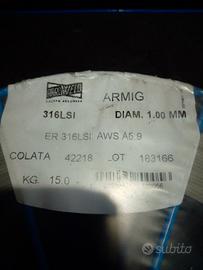 ARMIG
316LSI DIAM. 1.00 MM
ER 316LSI AWS A5.9
COLATA 42218 LOT 183166
KG. 15.0
subito